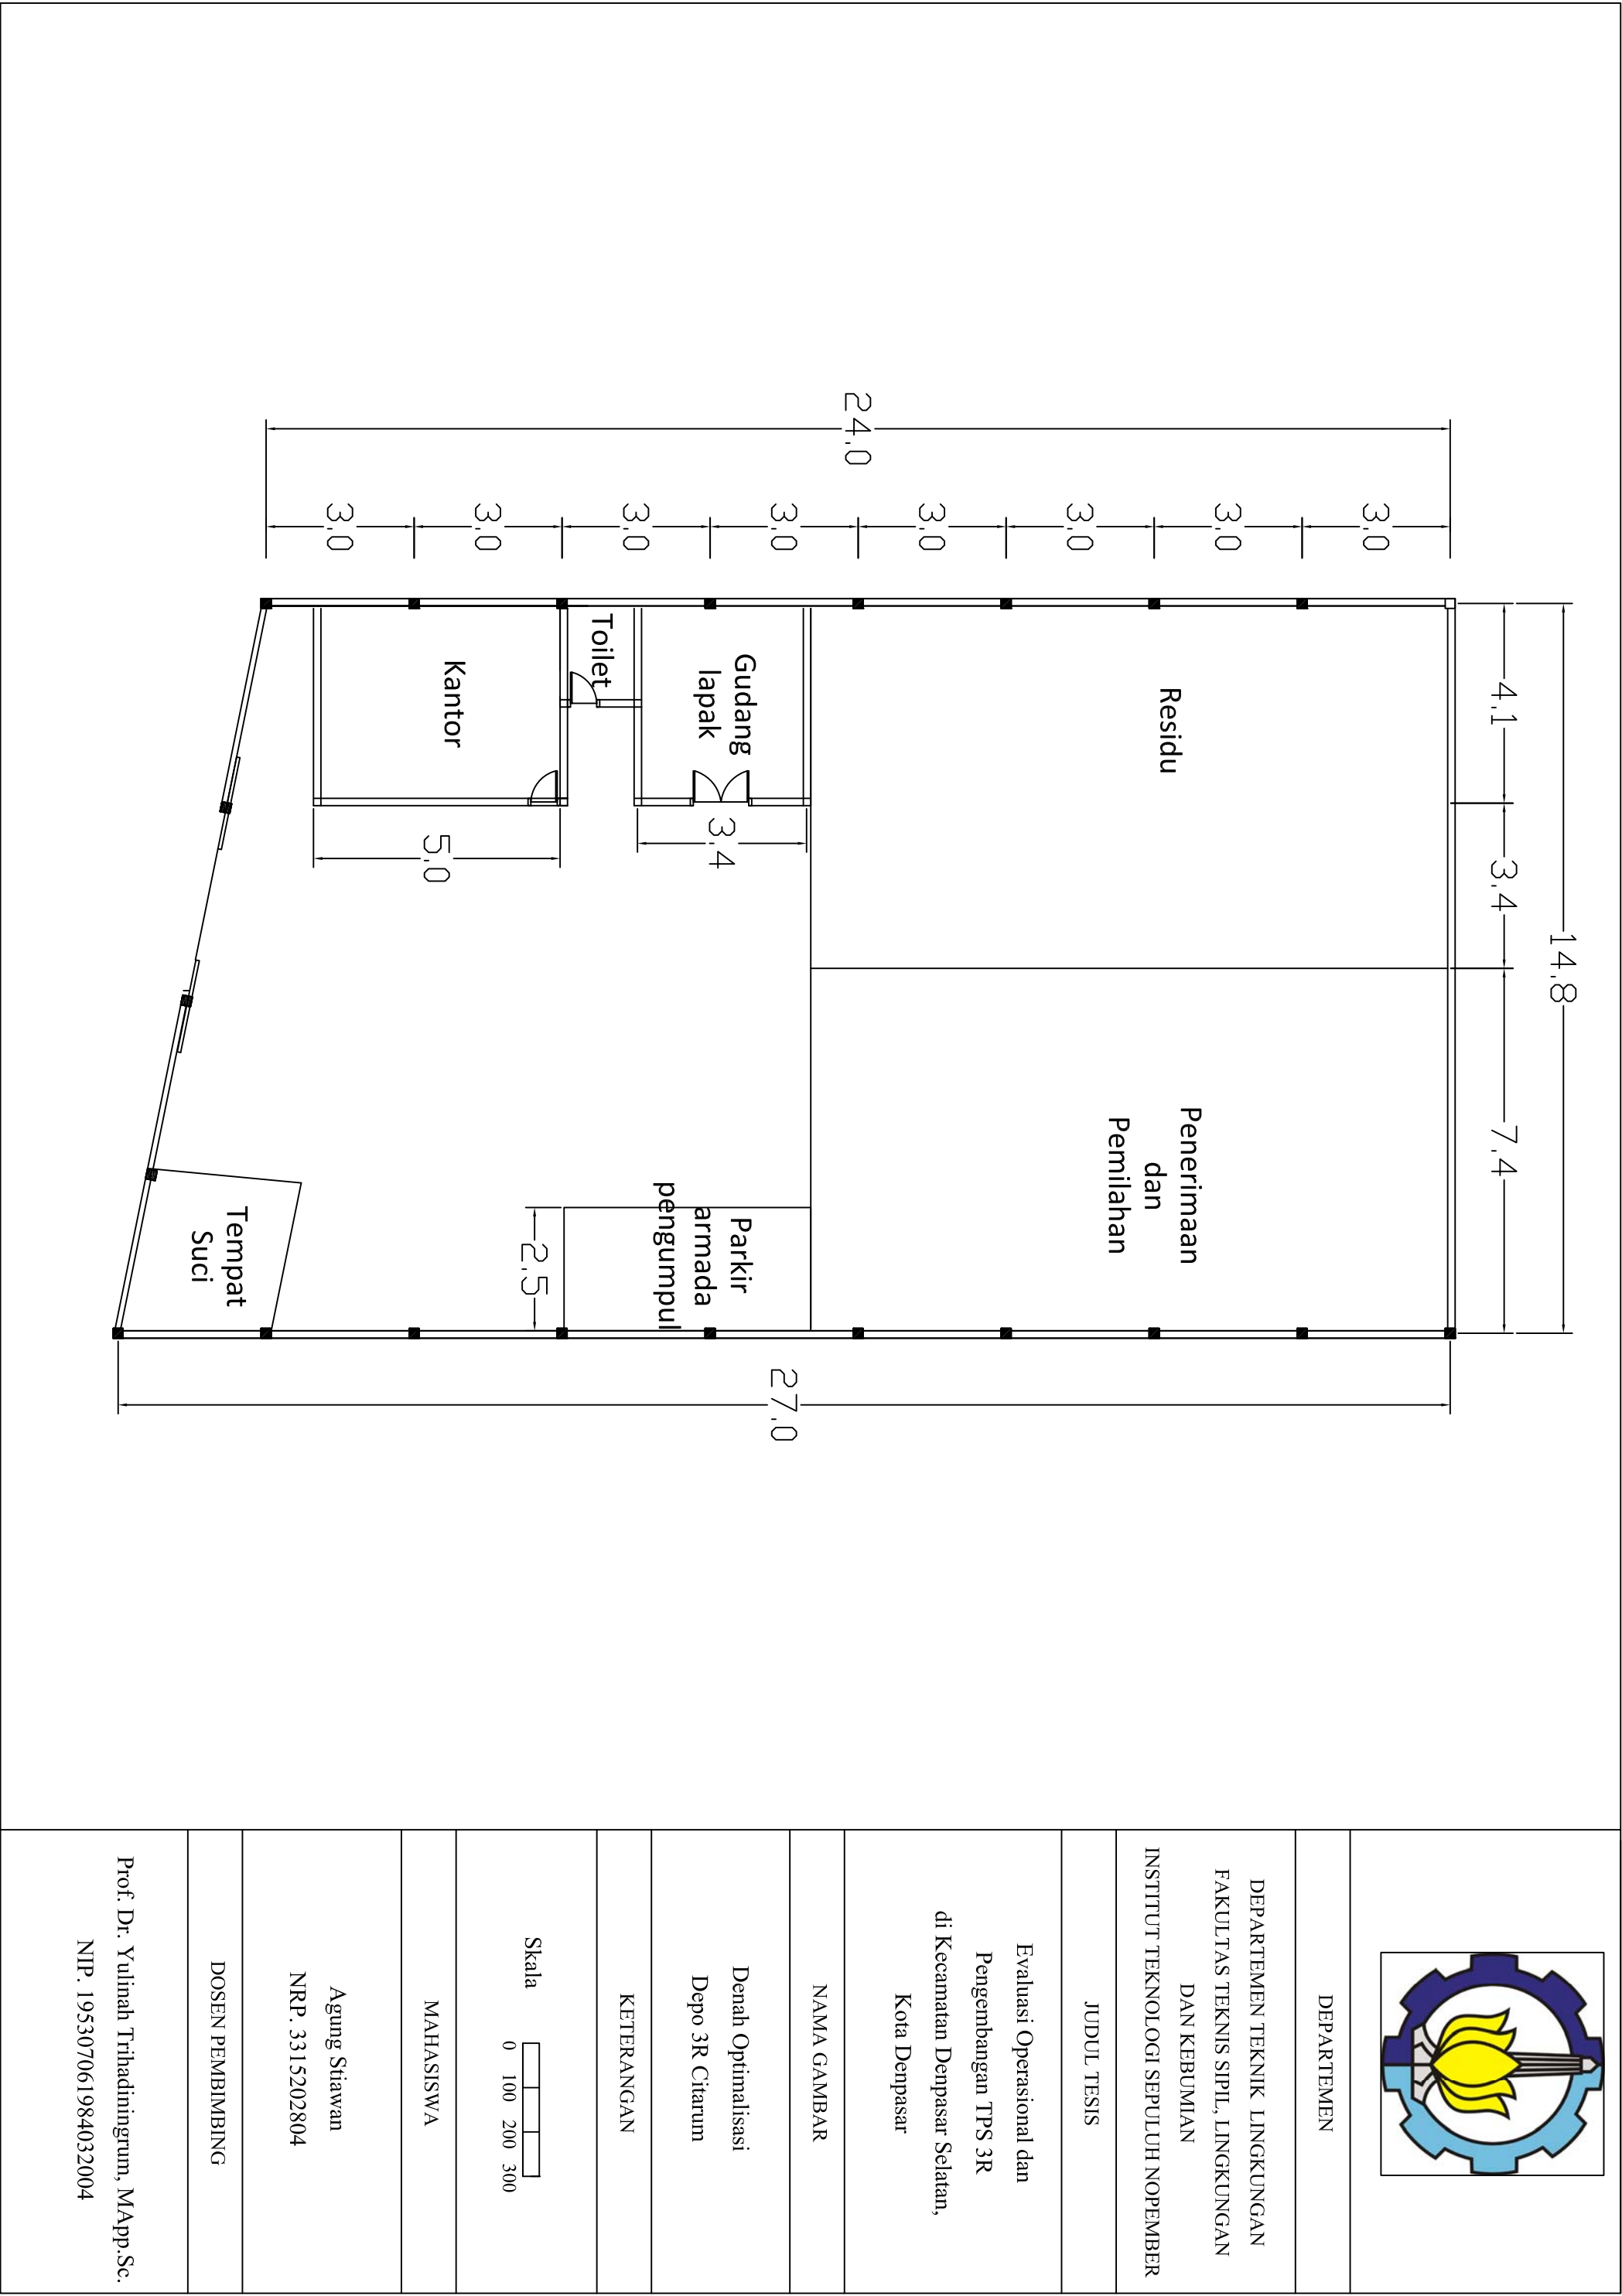 14.8
4.1
3.4
7.4
24.0
3.0
3.0
3.0
3.0
3.0
3.0
3.0
3.0
27.0
Residu
Penerimaan
dan
Pemilahan
Gudang
lapak
3.4
Toilet
Kantor
5.0
Parkir
armada
pengumpul
2.5
Tempat
Suci
DEPARTEMEN
DEPARTEMEN TEKNIK LINGKUNGAN
FAKULTAS TEKNIS SIPIL, LINGKUNGAN
DAN KEBUMIAN
INSTITUT TEKNOLOGI SEPULUH NOPEMBER
JUDUL TESIS
Evaluasi Operasional dan
Pengembangan TPS 3R
di Kecamatan Denpasar Selatan,
Kota Denpasar
NAMA GAMBAR
Denah Optimalisasi
Depo 3R Citarum
KETERANGAN
Skala
0 100 200 300
MAHASISWA
Agung Stiawan
NRP. 3315202804
DOSEN PEMBIMBING
Prof. Dr. Yulinah Trihadiningrum, MApp.Sc.
NIP. 195307061984032004